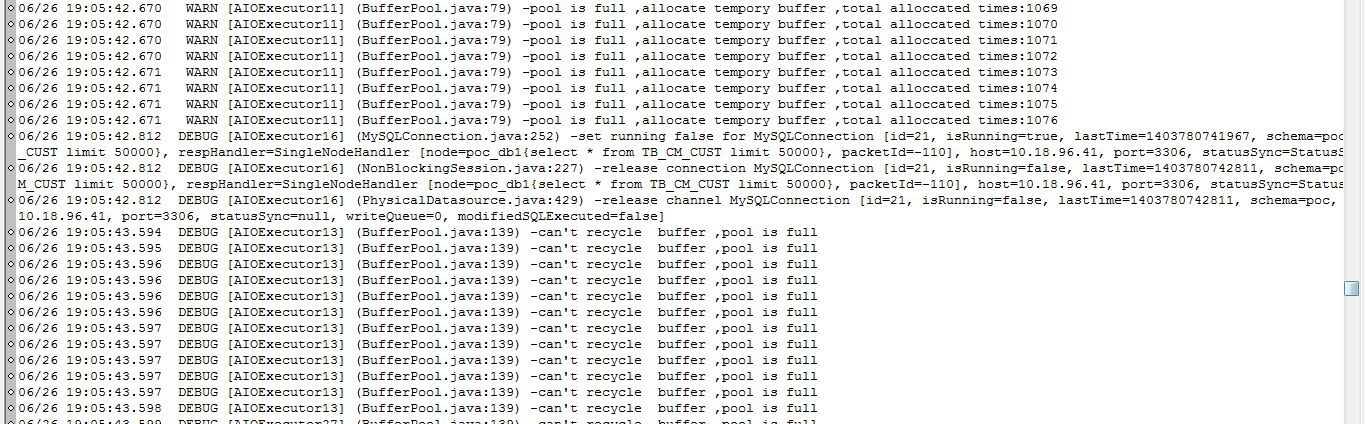 06/26 19:05:42.670 WARN [AIOExecutor11] (BufferPool.java:79) -pool is full ,allocate tempory buffer ,total alloccated times:1069
06/26 19:05:42.670 WARN [AIOExecutor11] (BufferPool.java:79) -pool is full ,allocate tempory buffer ,total alloccated times:1070
06/26 19:05:42.670 WARN [AIOExecutor11] (BufferPool.java:79) -pool is full ,allocate tempory buffer ,total alloccated times:1071
06/26 19:05:42.670 WARN [AIOExecutor11] (BufferPool.java:79) -pool is full ,allocate tempory buffer ,total alloccated times:1072
06/26 19:05:42.671 WARN [AIOExecutor11] (BufferPool.java:79) -pool is full ,allocate tempory buffer ,total alloccated times:1073
06/26 19:05:42.671 WARN [AIOExecutor11] (BufferPool.java:79) -pool is full ,allocate tempory buffer ,total alloccated times:1074
06/26 19:05:42.671 WARN [AIOExecutor11] (BufferPool.java:79) -pool is full ,allocate tempory buffer ,total alloccated times:1075
06/26 19:05:42.671 WARN [AIOExecutor11] (BufferPool.java:79) -pool is full ,allocate tempory buffer ,total alloccated times:1076
06/26 19:05:42.812 DEBUG [AIOExecutor16] (MySQLConnection.java:252) -set running false for MySQLConnection [id=21, isRunning=true, lastTime=1403780741967, schema=poc
_CUST limit 50000}, respHandler=SingleNodeHandler [node=poc_db1{select * from TB_CM_CUST limit 50000}, packetId=-110], host=10.18.96.41, port=3306, statusSync=StatusS
06/26 19:05:42.812 DEBUG [AIOExecutor16] (NonBlockingSession.java:227) -release connection MySQLConnection [id=21, isRunning=false, lastTime=1403780742811, schema=po
M_CUST limit 50000}, respHandler=SingleNodeHandler [node=poc_db1{select * from TB_CM_CUST limit 50000}, packetId=-110], host=10.18.96.41, port=3306, statusSync=Status
06/26 19:05:42.812 DEBUG [AIOExecutor16] (PhysicalDatasource.java:429) -release channel MySQLConnection [id=21, isRunning=false, lastTime=1403780742811, schema=poc,
10.18.96.41, port=3306, statusSync=null, writeQueue=0, modifiedSQLExecuted=false]
06/26 19:05:43.594 DEBUG [AIOExecutor13] (BufferPool.java:139) -can't recycle buffer ,pool is full
06/26 19:05:43.595 DEBUG [AIOExecutor13] (BufferPool.java:139) -can't recycle buffer ,pool is full
06/26 19:05:43.596 DEBUG [AIOExecutor13] (BufferPool.java:139) -can't recycle buffer ,pool is full
06/26 19:05:43.596 DEBUG [AIOExecutor13] (BufferPool.java:139) -can't recycle buffer ,pool is full
06/26 19:05:43.596 DEBUG [AIOExecutor13] (BufferPool.java:139) -can't recycle buffer ,pool is full
06/26 19:05:43.596 DEBUG [AIOExecutor13] (BufferPool.java:139) -can't recycle buffer ,pool is full
06/26 19:05:43.597 DEBUG [AIOExecutor13] (BufferPool.java:139) -can't recycle buffer ,pool is full
06/26 19:05:43.597 DEBUG [AIOExecutor13] (BufferPool.java:139) -can't recycle buffer ,pool is full
06/26 19:05:43.597 DEBUG [AIOExecutor13] (BufferPool.java:139) -can't recycle buffer ,pool is full
06/26 19:05:43.597 DEBUG [AIOExecutor13] (BufferPool.java:139) -can't recycle buffer ,pool is full
06/26 19:05:43.597 DEBUG [AIOExecutor13] (BufferPool.java:139) -can't recycle buffer ,pool is full
06/26 19:05:43.598 DEBUG [AIOExecutor13] (BufferPool.java:139) -can't recycle buffer ,pool is full